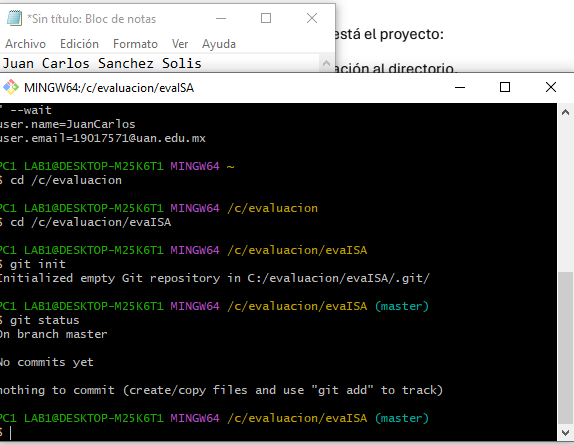 *Sin título: Bloc de notas
Archivo Edición Formato Ver Ayuda
Juan Carlos Sanchez Solis
está el proyecto:
ación al directorio.
MINGW64:/c/evaluacion/evaISA
" --wait
user.name=JuanCarlos
user.email=19017571@uan.edu.mx
PC1 LAB1@DESKTOP-M25K6T1 MINGW64 ~
$ cd /c/evaluacion
PC1 LAB1@DESKTOP-M25K6T1 MINGW64 /c/evaluacion
$ cd /c/evaluacion/evaISA
PC1 LAB1@DESKTOP-M25K6T1 MINGW64 /c/evaluacion/evaISA
$ git init
Initialized empty Git repository in C:/evaluacion/evaISA/.git/
PC1 LAB1@DESKTOP-M25K6T1 MINGW64 /c/evaluacion/evaISA (master)
$ git status
On branch master
No commits yet
nothing to commit (create/copy files and use "git add" to track)
PC1 LAB1@DESKTOP-M25K6T1 MINGW64 /c/evaluacion/evaISA (master)
$